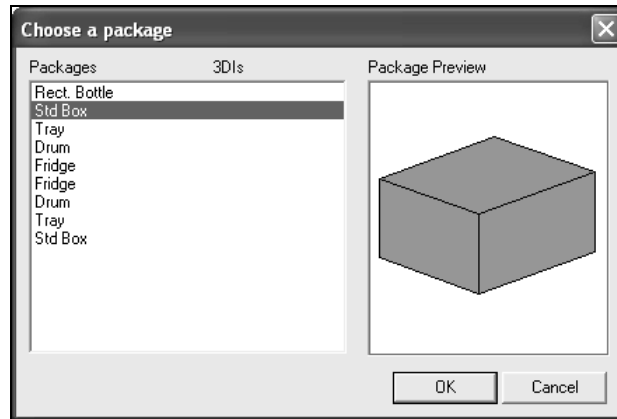 Choose a package
Packages 3DIs Package Preview
Rect. Bottle
Std Box
Tray
Drum
Fridge
Fridge
Drum
Tray
Std Box
OK Cancel